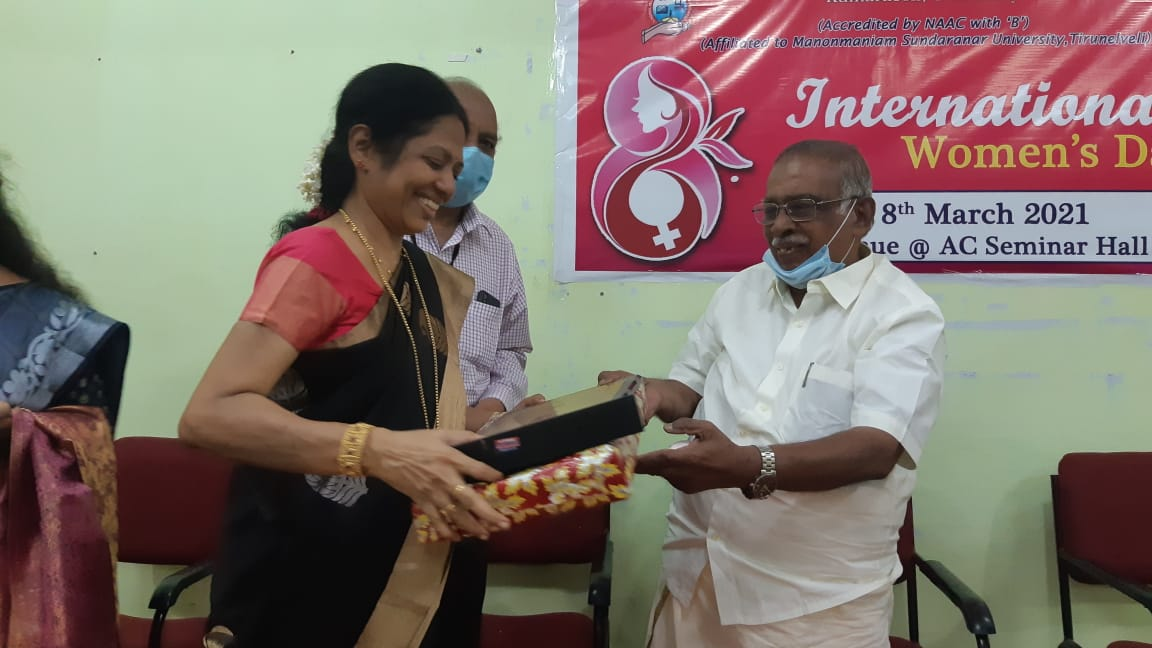 (Accredited by NAAC with 'B')
(Affiliated to Manonmaniam Sundaranar University, Tirunelveli)
Internationa
Women's Da
8th March 2021
ue @ AC Seminar Hall